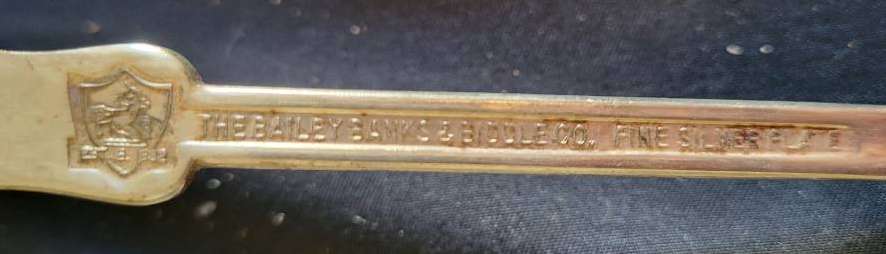 THE BAILEY BANKS & BIDDLE CO. FINE SILVER PLATE